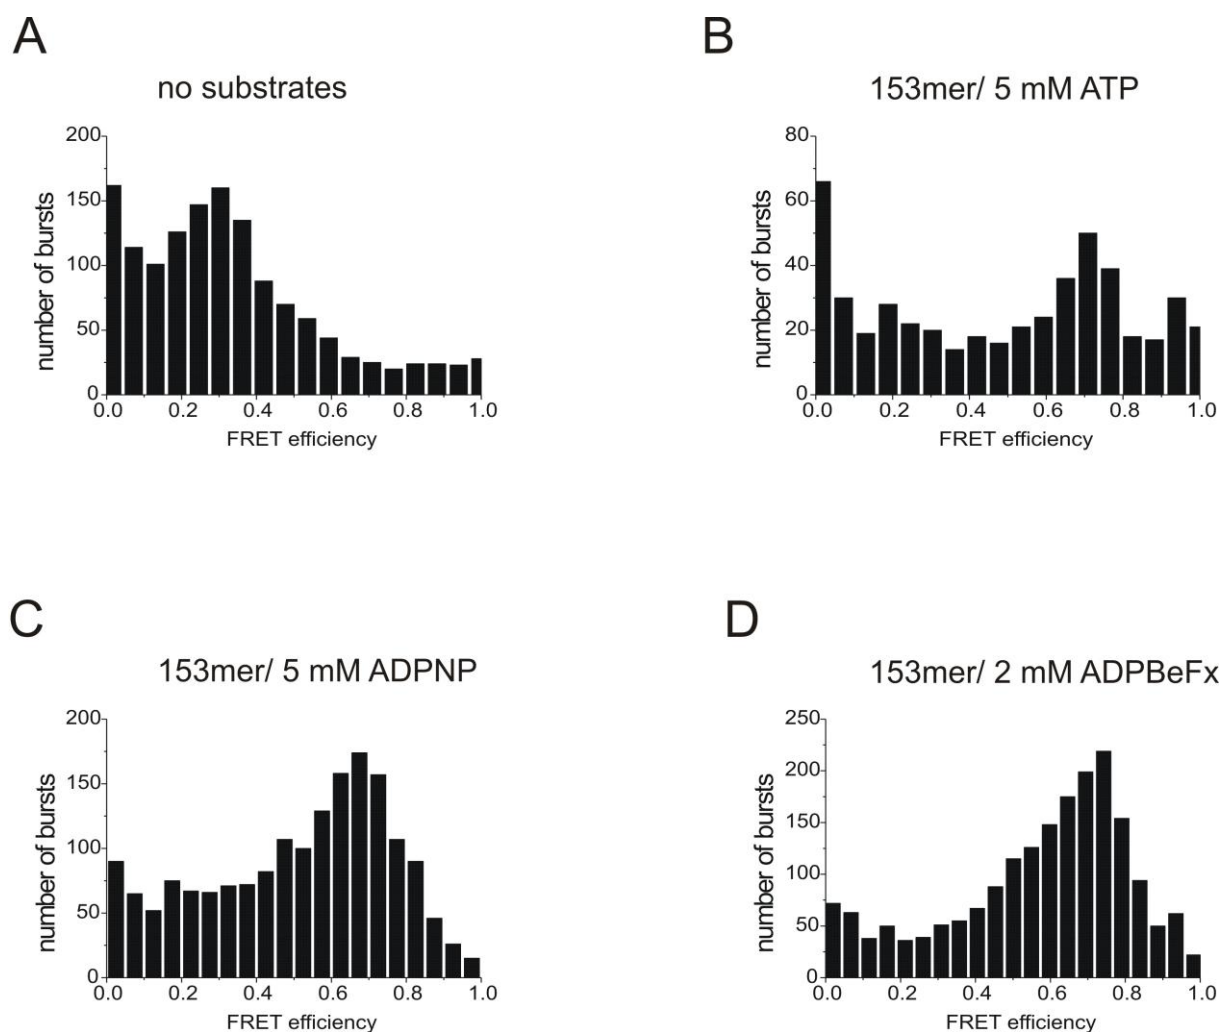 A
no substrates
200
150
100
50
0
number of bursts
0.0 0.2 0.4 0.6 0.8 1.0
FRET efficiency
B
153mer/ 5 mM ATP
80
60
40
20
0
number of bursts
0.0 0.2 0.4 0.6 0.8 1.0
FRET efficiency
C
153mer/ 5 mM ADPNP
200
150
100
50
0
number of bursts
0.0 0.2 0.4 0.6 0.8 1.0
FRET efficiency
D
153mer/ 2 mM ADPBeFx
250
200
150
100
50
0
number of bursts
0.0 0.2 0.4 0.6 0.8 1.0
FRET efficiency